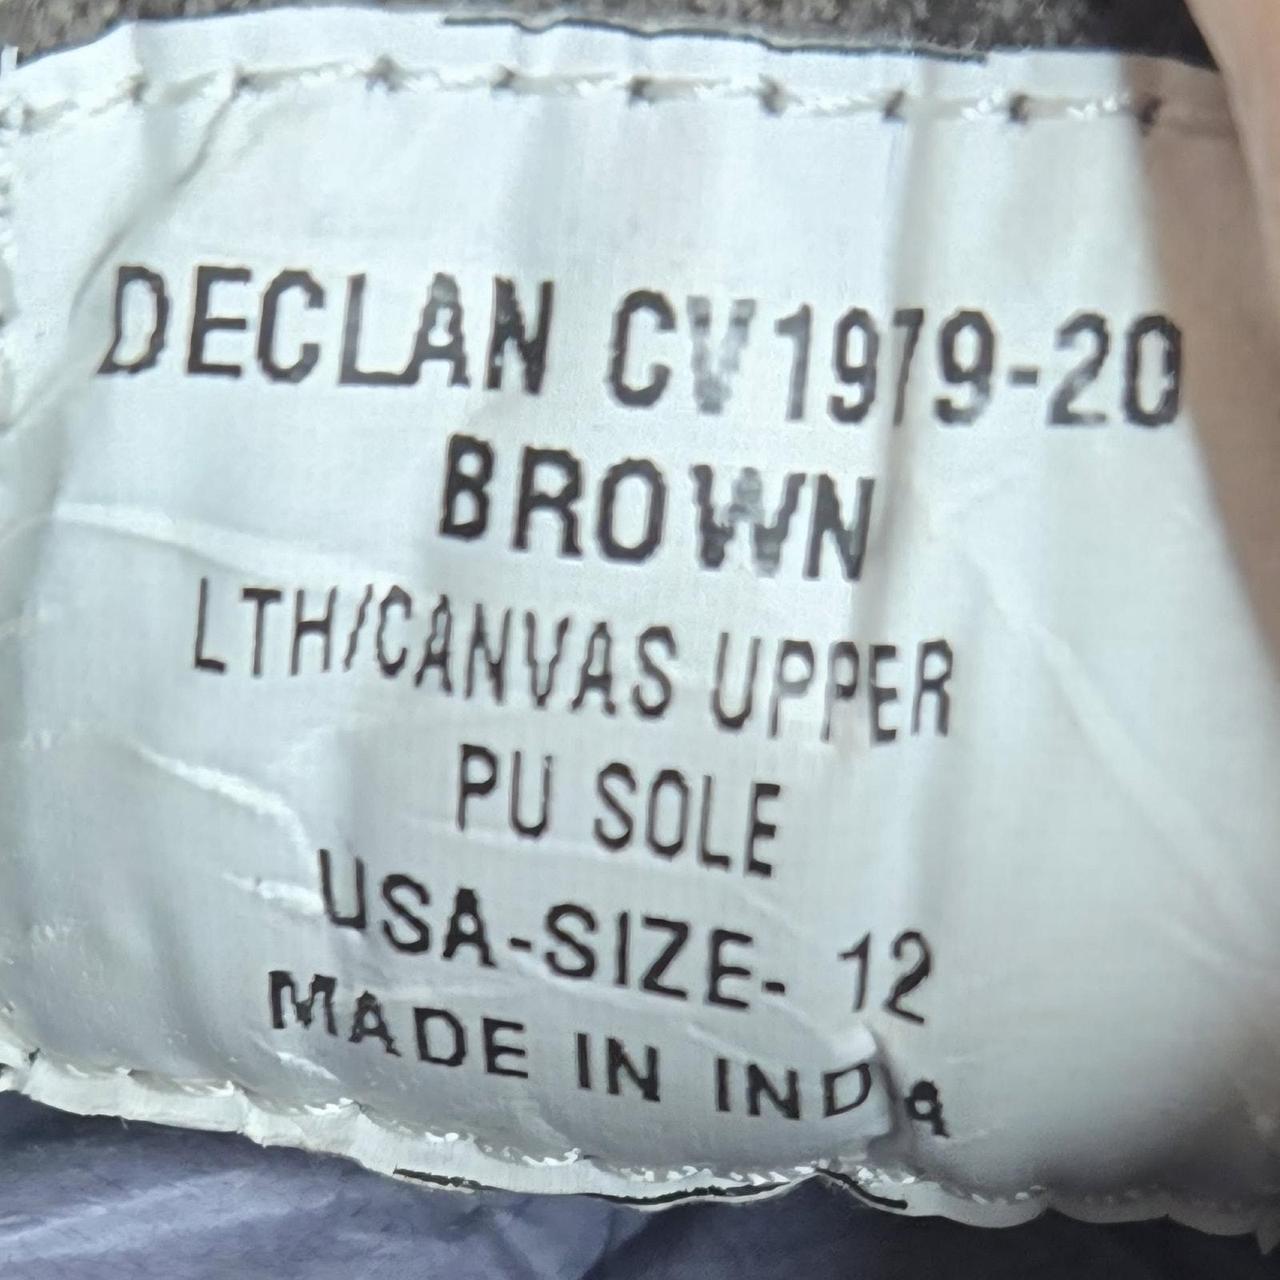 DECLAN CV1979-20
BROWN
LTH/CANVAS UPPER
PU SOLE
USA-SIZE- 12
MADE IN INDIA